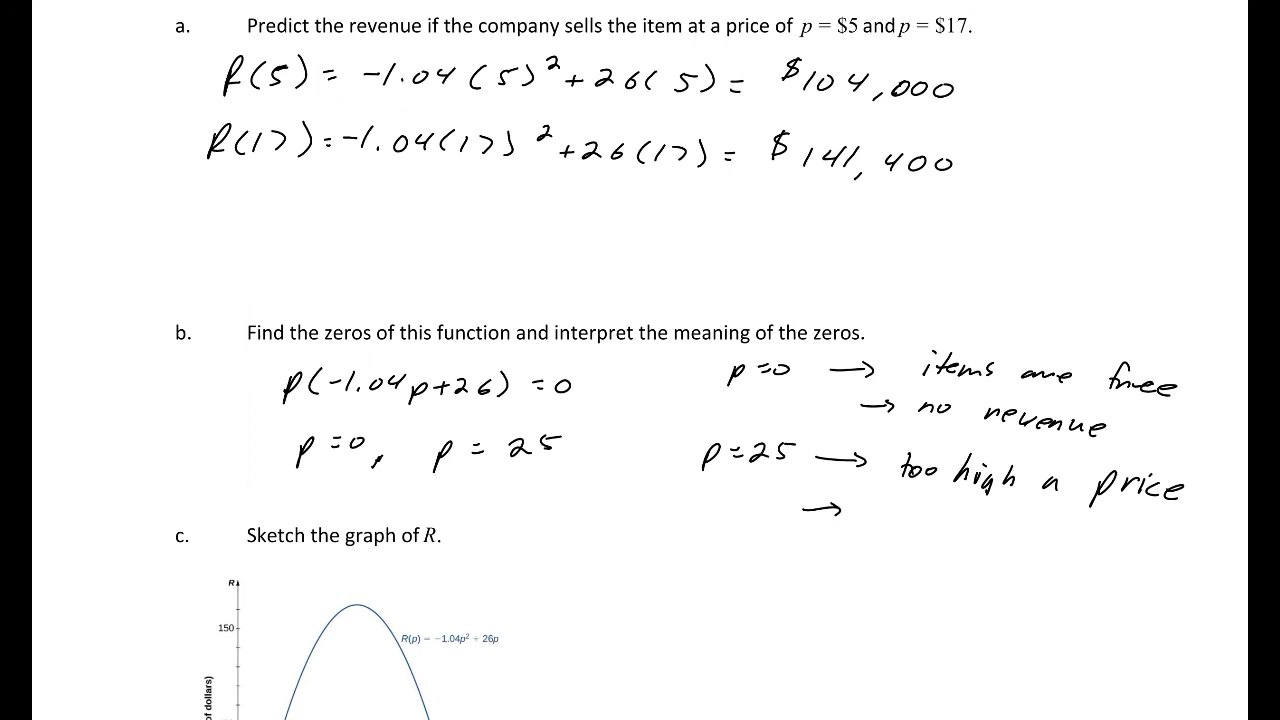 a. Predict the revenue if the company sells the item at a price of p = $5 and p = $17.
R(5) = -1.04(5)² + 26(5) = $104,000
R(17) = -1.04(17)² + 26(17) = $141,400
b. Find the zeros of this function and interpret the meaning of the zeros.
p(-1.04p+26) = 0
p=0, p = 25
p=0 → items are free
→ no revenue
p=25 → too high a price
→
c. Sketch the graph of R.
R
150
R(p) = −1.04p² + 26p
of dollars)